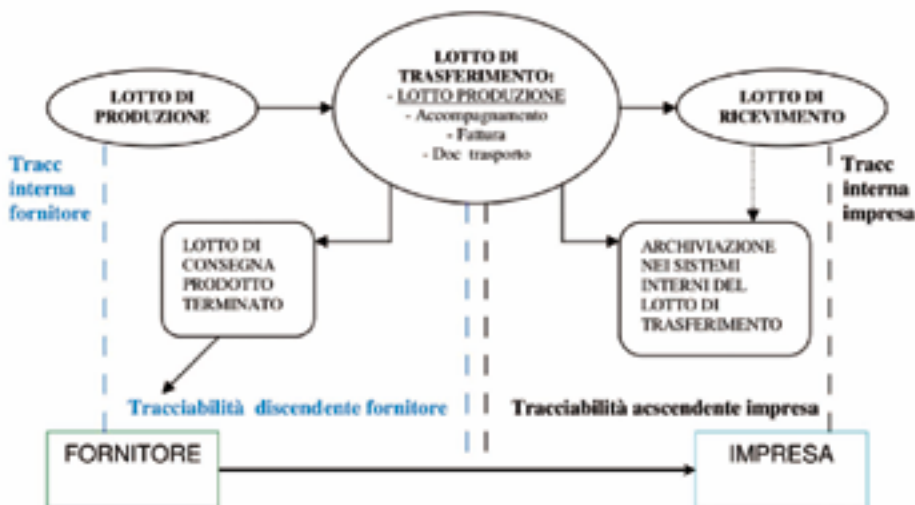 LOTTO DI
PRODUZIONE
LOTTO DI
TRASFERIMENTO:
- LOTTO PRODUZIONE
- Accompagnamento
- Fattura
- Doc trasporto
LOTTO DI
RICEVIMENTO
Tracc
interna
fornitore
Tracc
interna
impresa
LOTTO DI
CONSEGNA
PRODOTTO
TERMINATO
ARCHIVIAZIONE
NEI SISTEMI
INTERNI DEL
LOTTO DI
TRASFERIMENTO
Tracciabilità discendente fornitore
Tracciabilità aescendente impresa
FORNITORE
IMPRESA